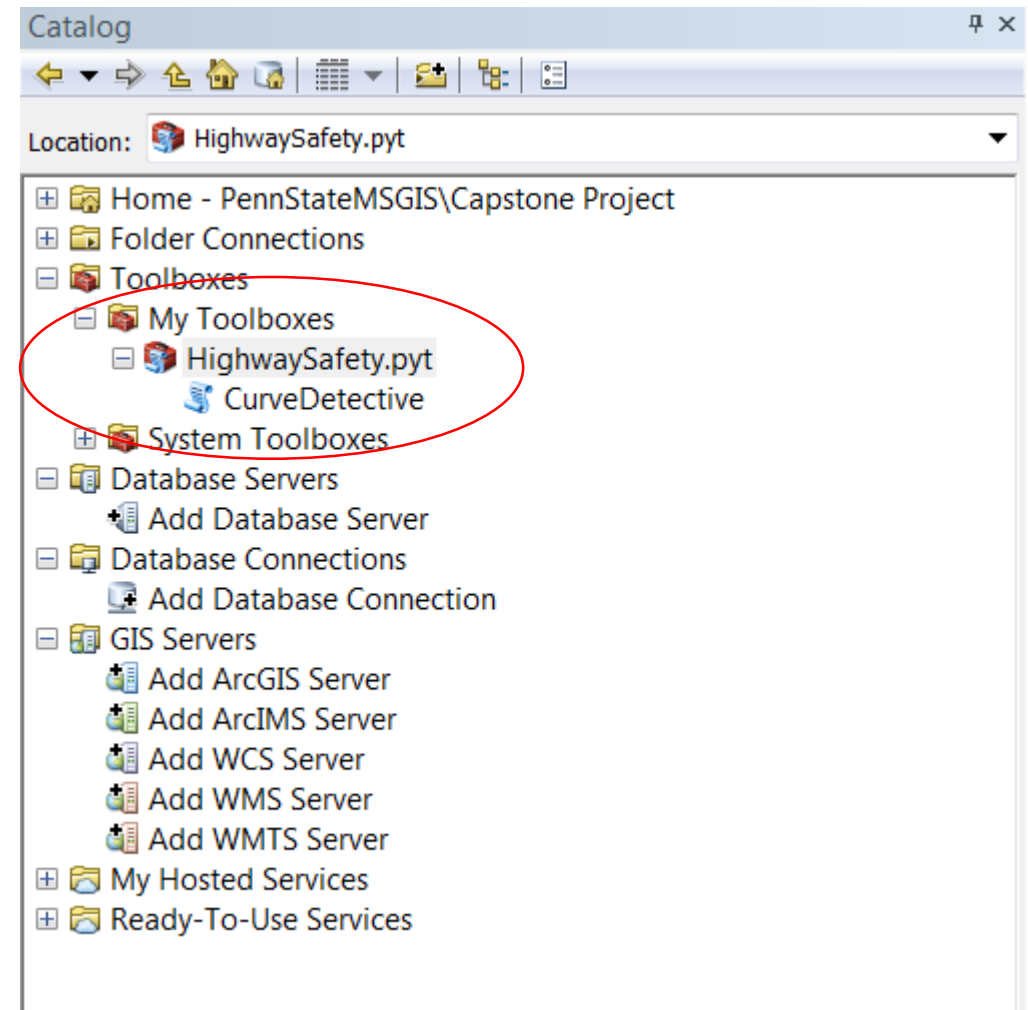 Catalog
Location: HighwaySafety.pyt
Home - PennStateMSGIS\Capstone Project
Folder Connections
Toolboxes
My Toolboxes
HighwaySafety.pyt
CurveDetective
System Toolboxes
Database Servers
Add Database Server
Database Connections
Add Database Connection
GIS Servers
Add ArcGIS Server
Add ArcIMS Server
Add WCS Server
Add WMS Server
Add WMTS Server
My Hosted Services
Ready-To-Use Services